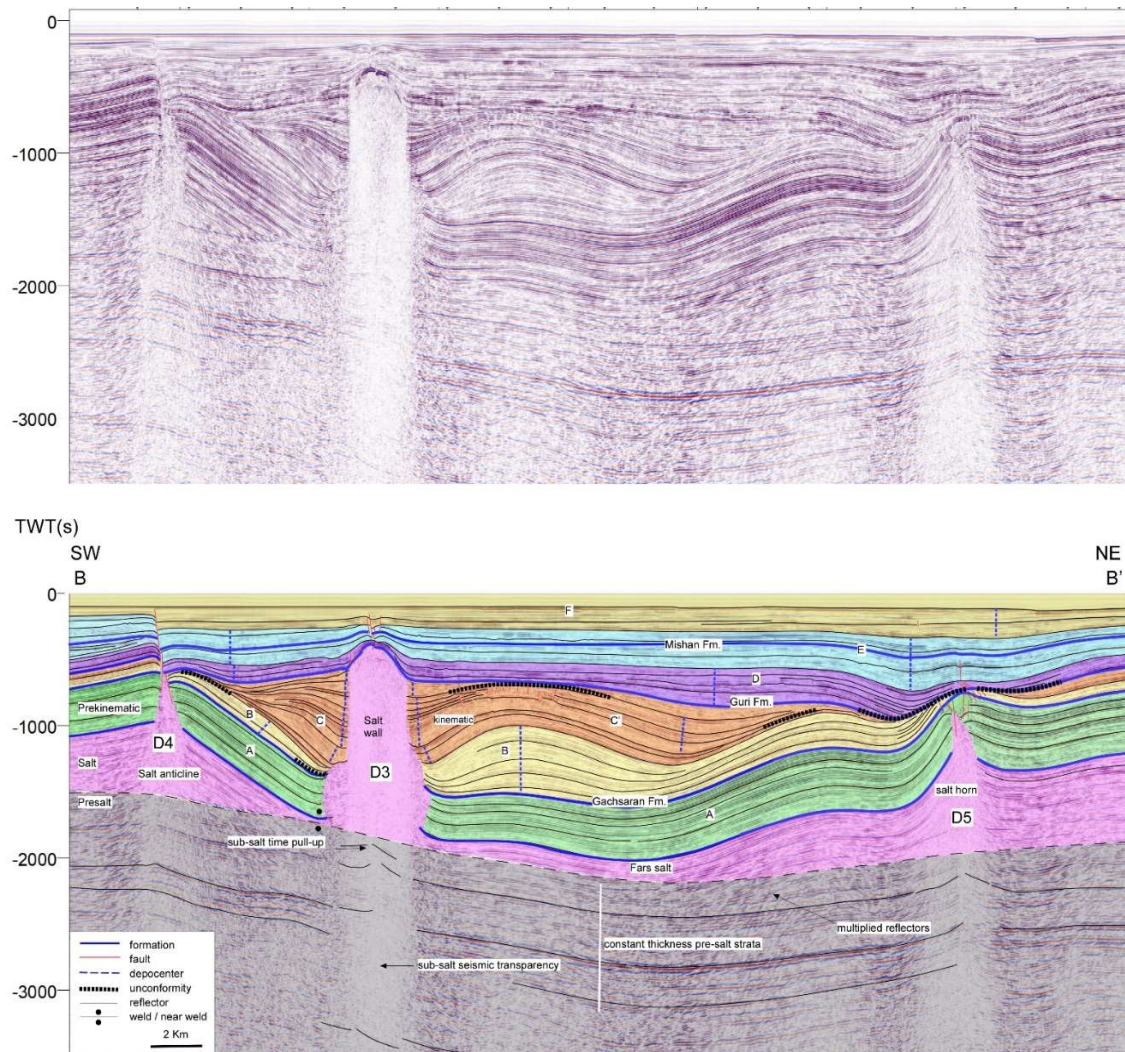 0
-1000
-2000
-3000
TWT(s)
SW
NE
B
B'
0
F
Mishan Fm.
E
D
Guri Fm.
B
C
kinematic
C'
Salt
wall
Prekinematic
A
B
D4
D3
salt horn
Salt
Salt anticline
Gachsaran Fm.
A
D5
Presalt
sub-salt time pull-up
Fars salt
multiplied reflectors
constant thickness pre-salt strata
sub-salt seismic transparency
-1000
-2000
-3000
formation
fault
depocenter
unconformity
reflector
weld / near weld
2 Km